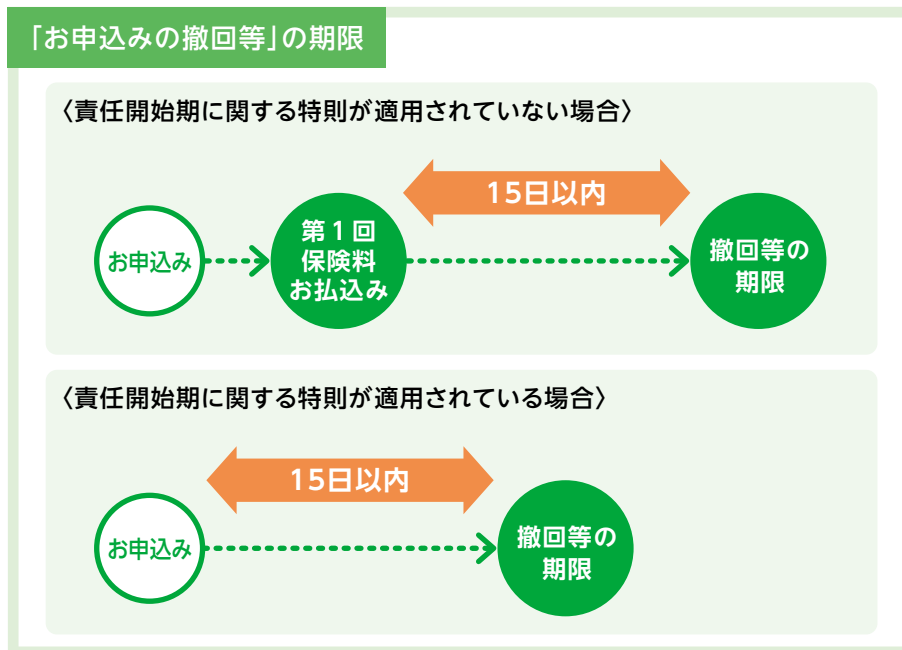 「お申込みの撤回等」の期限
〈責任開始期に関する特則が適用されていない場合〉
15日以内
お申込み
第1回
保険料
お払込み
撤回等の
期限
〈責任開始期に関する特則が適用されている場合〉
15日以内
お申込み
撤回等の
期限